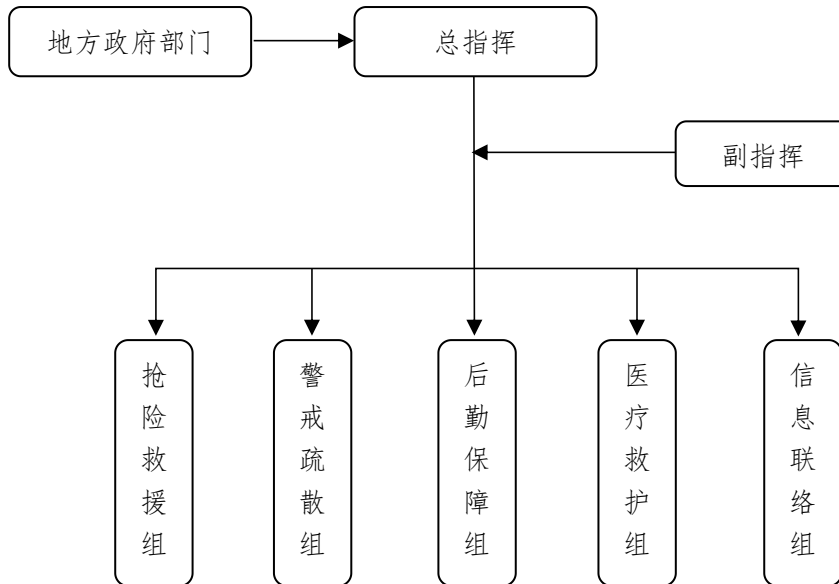 地方政府部门
总指挥
副指挥
抢险救援组
警戒疏散组
后勤保障组
医疗救护组
信息联络组